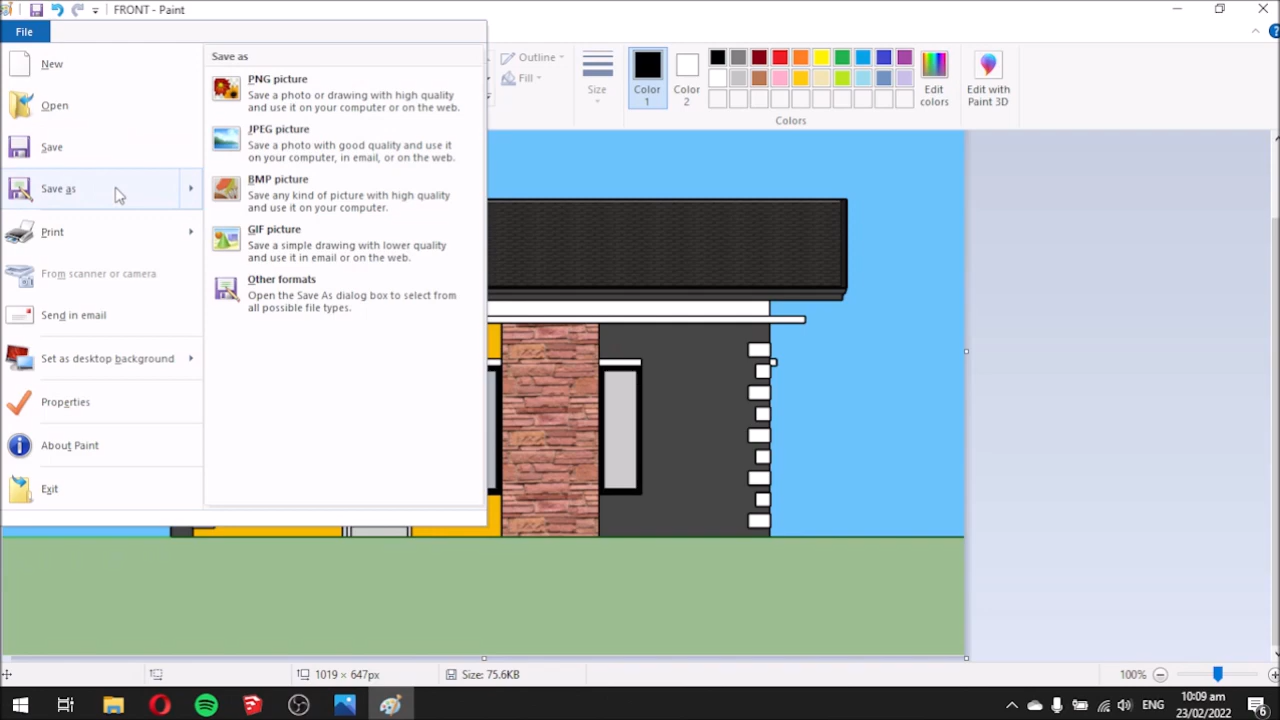 FRONT - Paint
File
New
Open
Save
Save as
Print
From scanner or camera
Send in email
Set as desktop background
Properties
About Paint
Exit
Save as
PNG picture
Save a photo or drawing with high quality
and use it on your computer or on the web.
JPEG picture
Save a photo with good quality and use it
on your computer, in email, or on the web.
BMP picture
Save any kind of picture with high quality
and use it on your computer.
GIF picture
Save a simple drawing with lower quality
and use it in email or on the web.
Other formats
Open the Save As dialog box to select from
all possible file types.
Outline
Fill
Size
Color
1
Color
2
Edit
colors
Edit with
Paint 3D
Colors
1019 × 647px
Size: 75.6KB
100%
ENG
10:09 am
23/02/2022
6